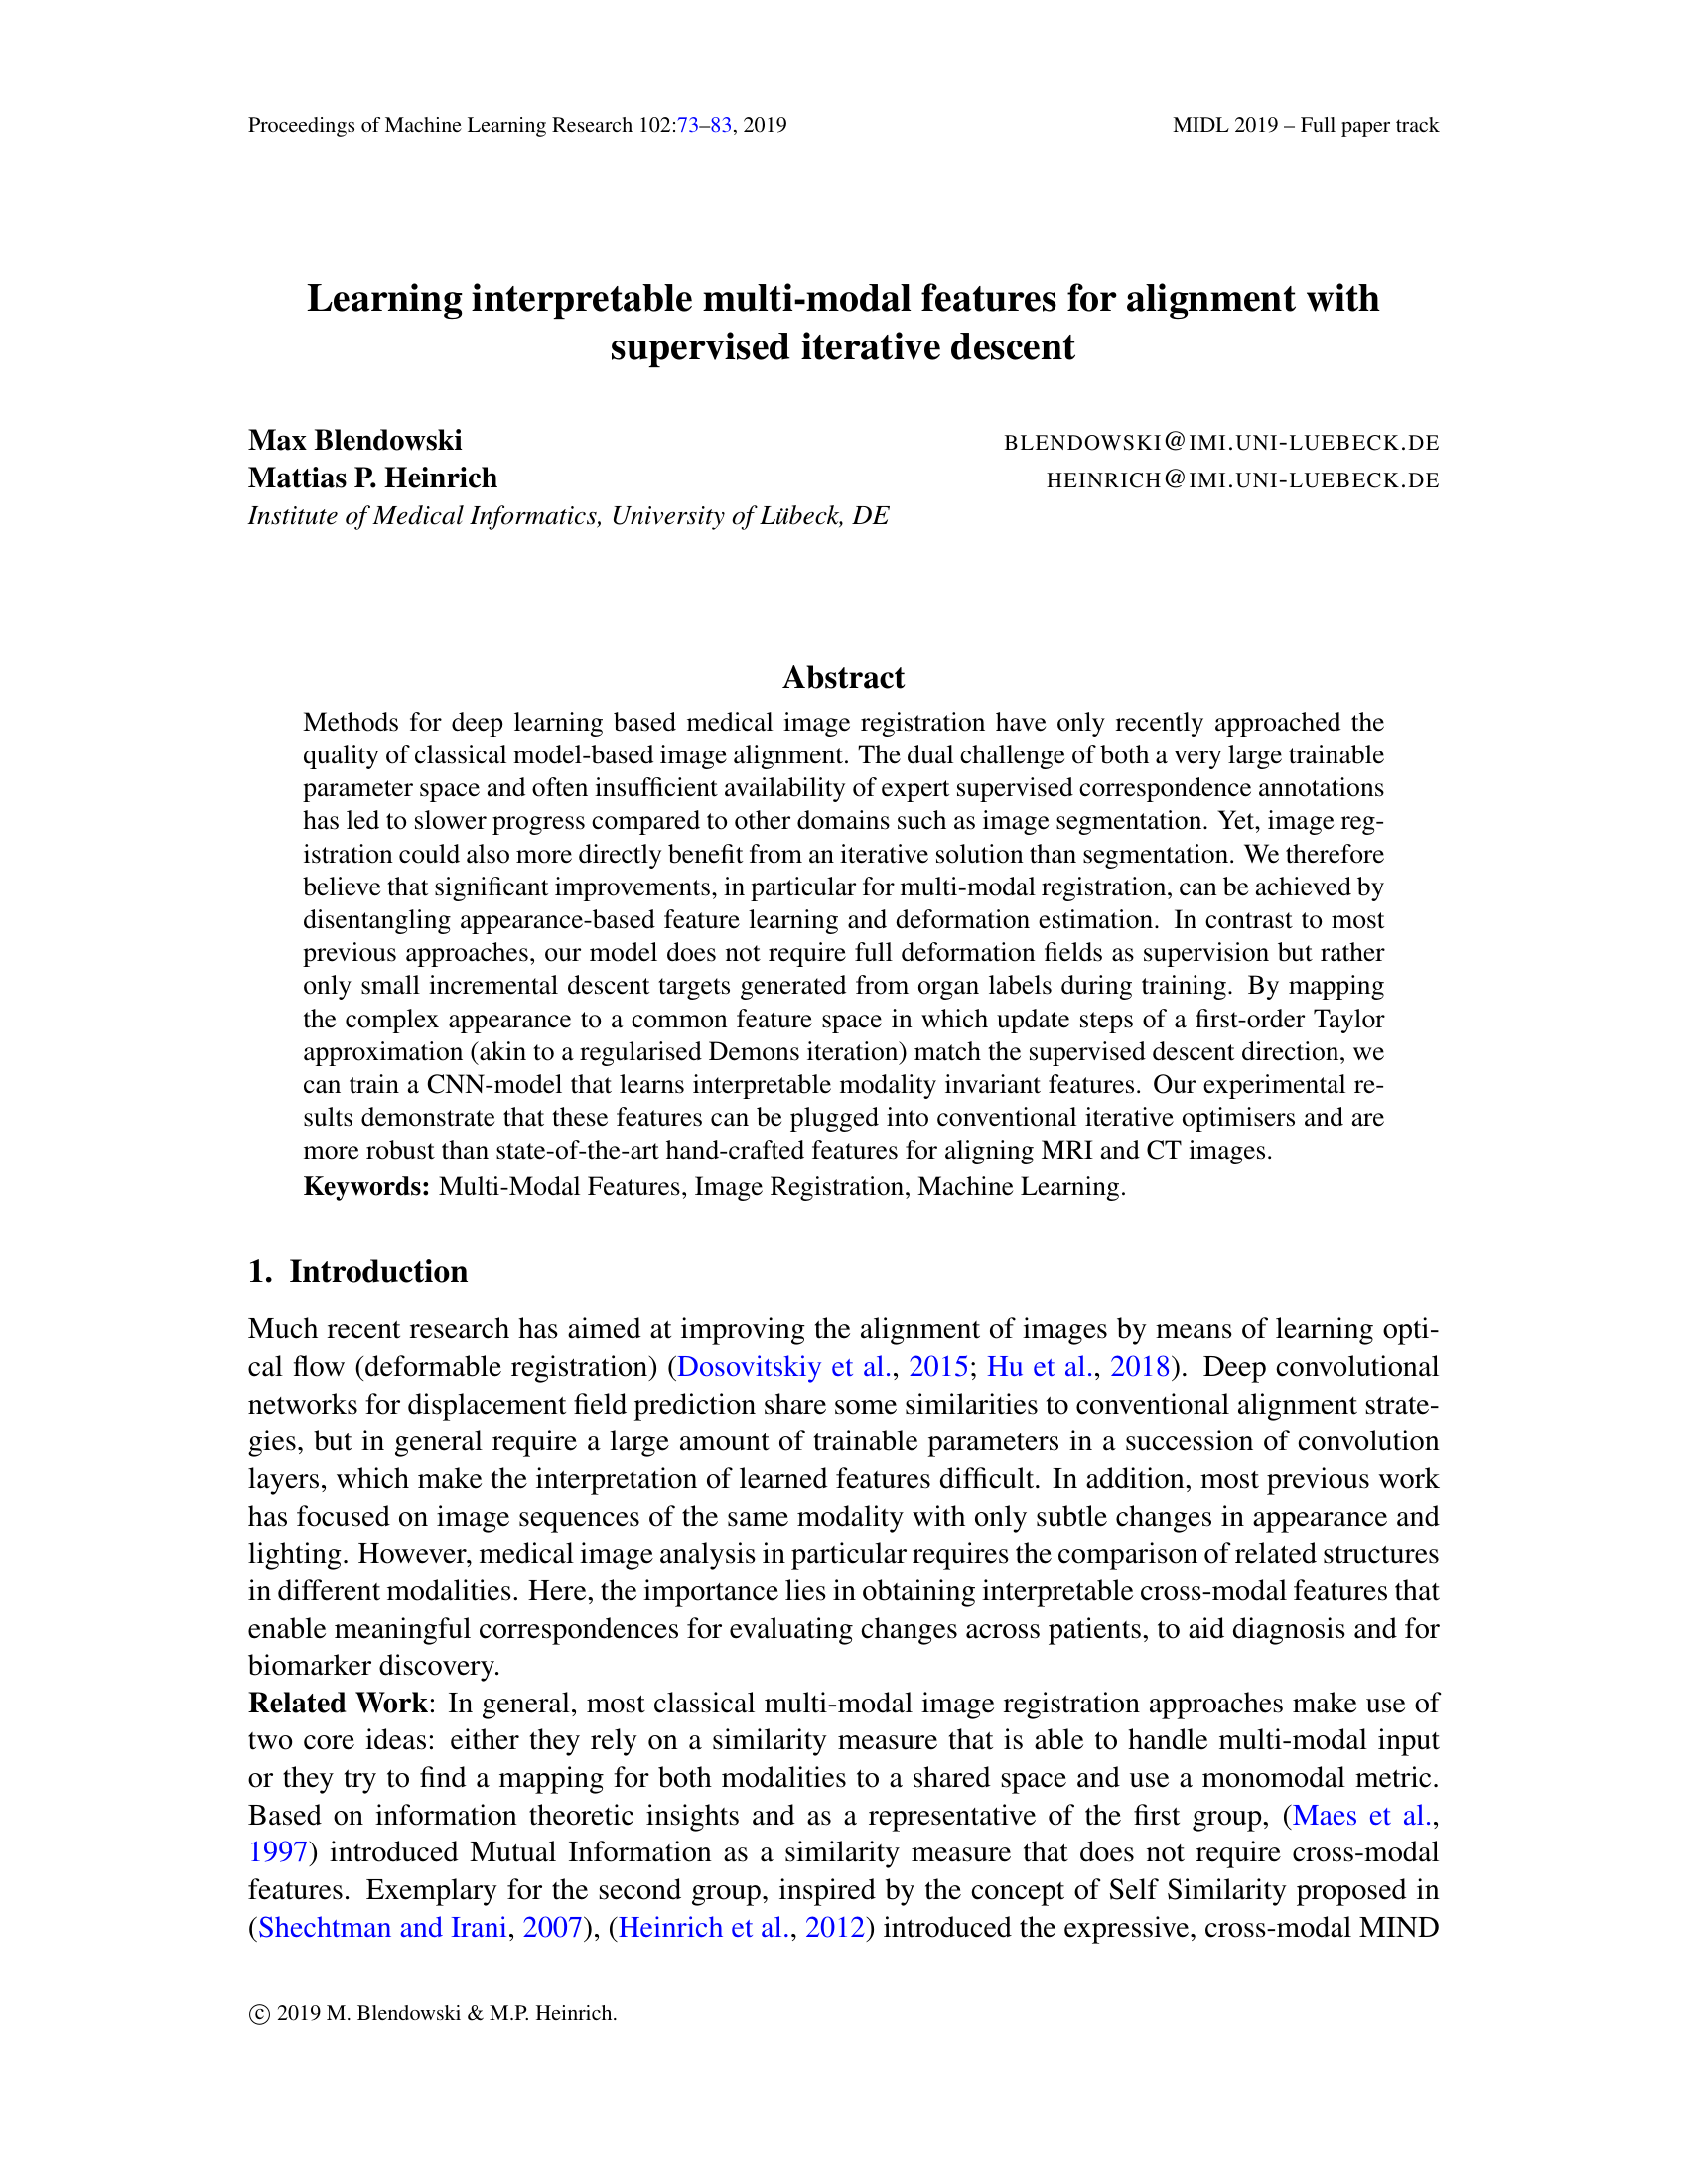 Proceedings of Machine Learning Research 102:73–83, 2019 MIDL 2019 – Full paper track
Learning interpretable multi-modal features for alignment with
supervised iterative descent
Max Blendowski BLENDOWSKI@IMI.UNI-LUEBECK.DE
Mattias P. Heinrich HEINRICH@IMI.UNI-LUEBECK.DE
Institute of Medical Informatics, University of Lübeck, DE
Abstract
Methods for deep learning based medical image registration have only recently approached the
quality of classical model-based image alignment. The dual challenge of both a very large trainable
parameter space and often insufficient availability of expert supervised correspondence annotations
has led to slower progress compared to other domains such as image segmentation. Yet, image reg-
istration could also more directly benefit from an iterative solution than segmentation. We therefore
believe that significant improvements, in particular for multi-modal registration, can be achieved by
disentangling appearance-based feature learning and deformation estimation. In contrast to most
previous approaches, our model does not require full deformation fields as supervision but rather
only small incremental descent targets generated from organ labels during training. By mapping
the complex appearance to a common feature space in which update steps of a first-order Taylor
approximation (akin to a regularised Demons iteration) match the supervised descent direction, we
can train a CNN-model that learns interpretable modality invariant features. Our experimental re-
sults demonstrate that these features can be plugged into conventional iterative optimisers and are
more robust than state-of-the-art hand-crafted features for aligning MRI and CT images.
Keywords: Multi-Modal Features, Image Registration, Machine Learning.
1. Introduction
Much recent research has aimed at improving the alignment of images by means of learning opti-
cal flow (deformable registration) (Dosovitskiy et al., 2015; Hu et al., 2018). Deep convolutional
networks for displacement field prediction share some similarities to conventional alignment strate-
gies, but in general require a large amount of trainable parameters in a succession of convolution
layers, which make the interpretation of learned features difficult. In addition, most previous work
has focused on image sequences of the same modality with only subtle changes in appearance and
lighting. However, medical image analysis in particular requires the comparison of related structures
in different modalities. Here, the importance lies in obtaining interpretable cross-modal features that
enable meaningful correspondences for evaluating changes across patients, to aid diagnosis and for
biomarker discovery.
Related Work: In general, most classical multi-modal image registration approaches make use of
two core ideas: either they rely on a similarity measure that is able to handle multi-modal input
or they try to find a mapping for both modalities to a shared space and use a monomodal metric.
Based on information theoretic insights and as a representative of the first group, (Maes et al.,
1997) introduced Mutual Information as a similarity measure that does not require cross-modal
features. Exemplary for the second group, inspired by the concept of Self Similarity proposed in
(Shechtman and Irani, 2007), (Heinrich et al., 2012) introduced the expressive, cross-modal MIND
© 2019 M. Blendowski & M.P. Heinrich.